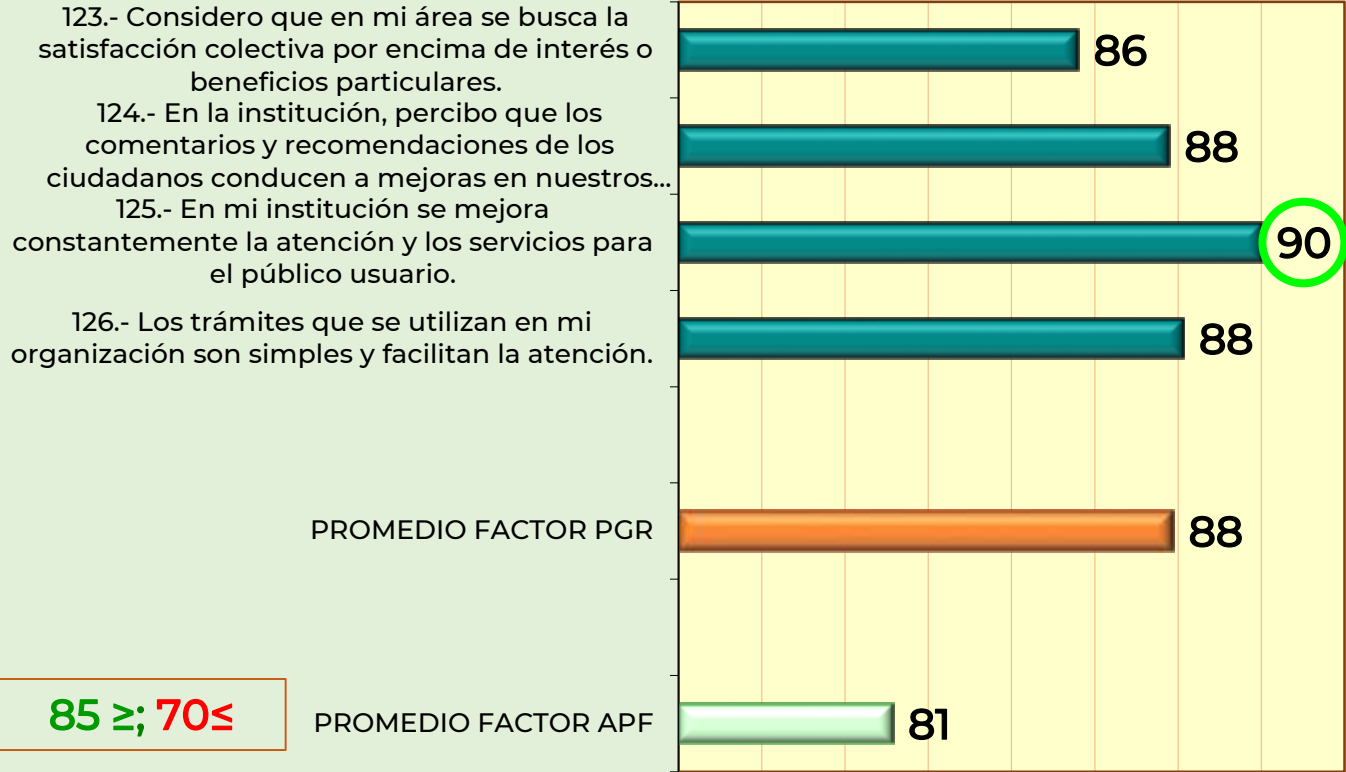 123.- Considero que en mi área se busca la
satisfacción colectiva por encima de interés o
beneficios particulares.
86
124.- En la institución, percibo que los
comentarios y recomendaciones de los
ciudadanos conducen a mejoras en nuestros...
88
125.- En mi institución se mejora
constantemente la atención y los servicios para
el público usuario.
90
126.- Los trámites que se utilizan en mi
organización son simples y facilitan la atención.
88
PROMEDIO FACTOR PGR
88
85 ≥; 70≤
PROMEDIO FACTOR APF
81